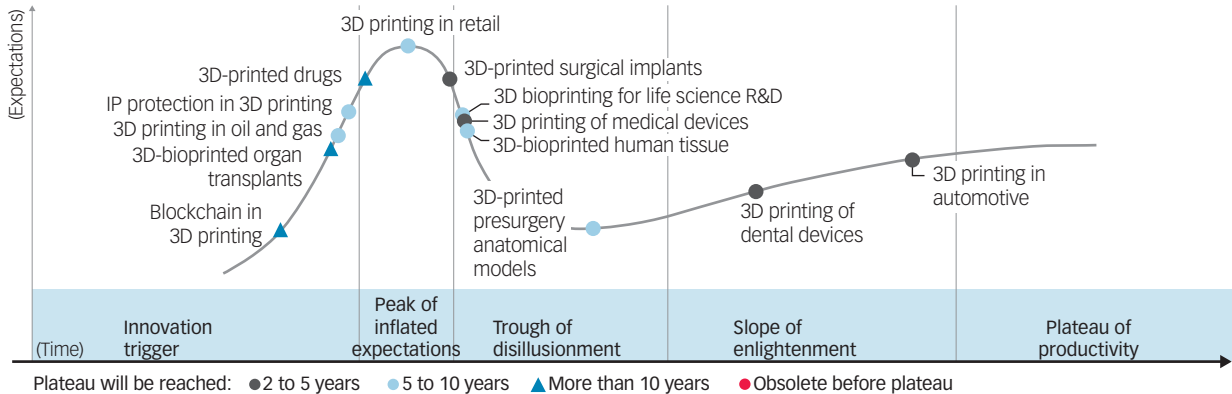 (Expectations)
3D printing in retail
3D-printed drugs
IP protection in 3D printing
3D printing in oil and gas
3D-bioprinted organ
transplants
Blockchain in
3D printing
3D-printed surgical implants
3D bioprinting for life science R&D
3D printing of medical devices
3D-bioprinted human tissue
3D-printed
presurgery
anatomical
models
3D printing of
dental devices
3D printing in
automotive
(Time)
Innovation
trigger
Peak of
inflated
expectations
Trough of
disillusionment
Slope of
enlightenment
Plateau of
productivity
Plateau will be reached: 2 to 5 years 5 to 10 years More than 10 years Obsolete before plateau